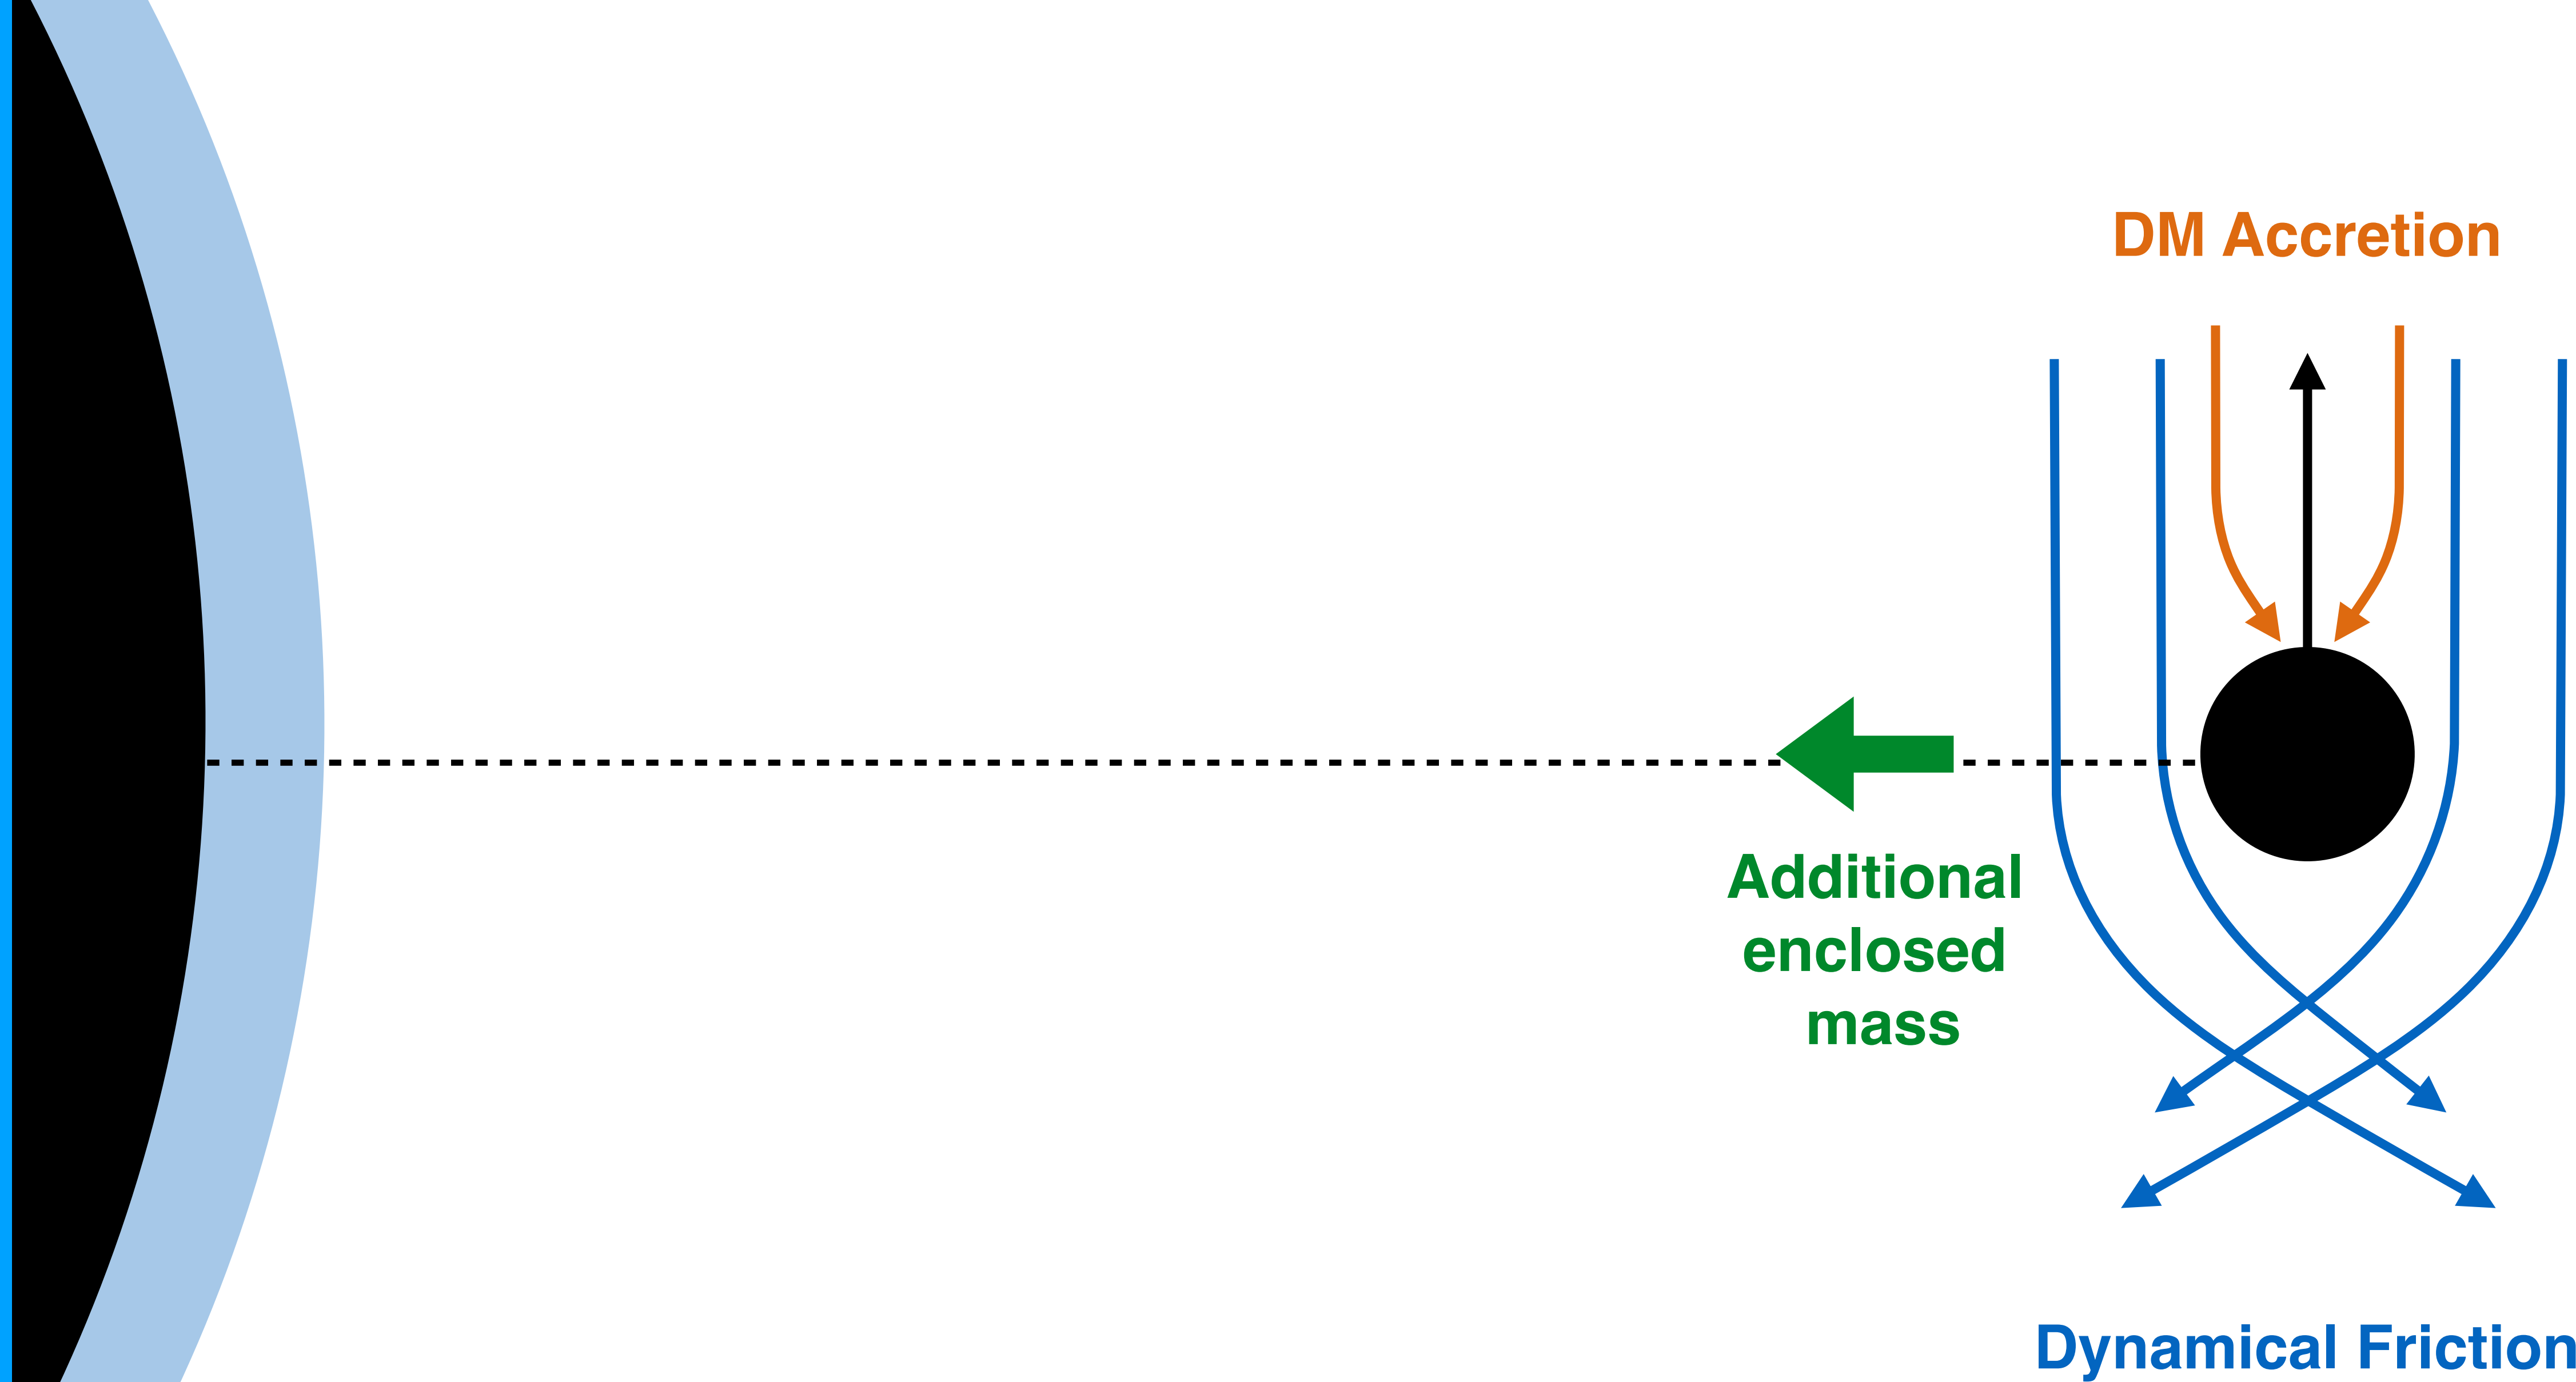 DM Accretion
Additional
enclosed
mass
Dynamical Friction